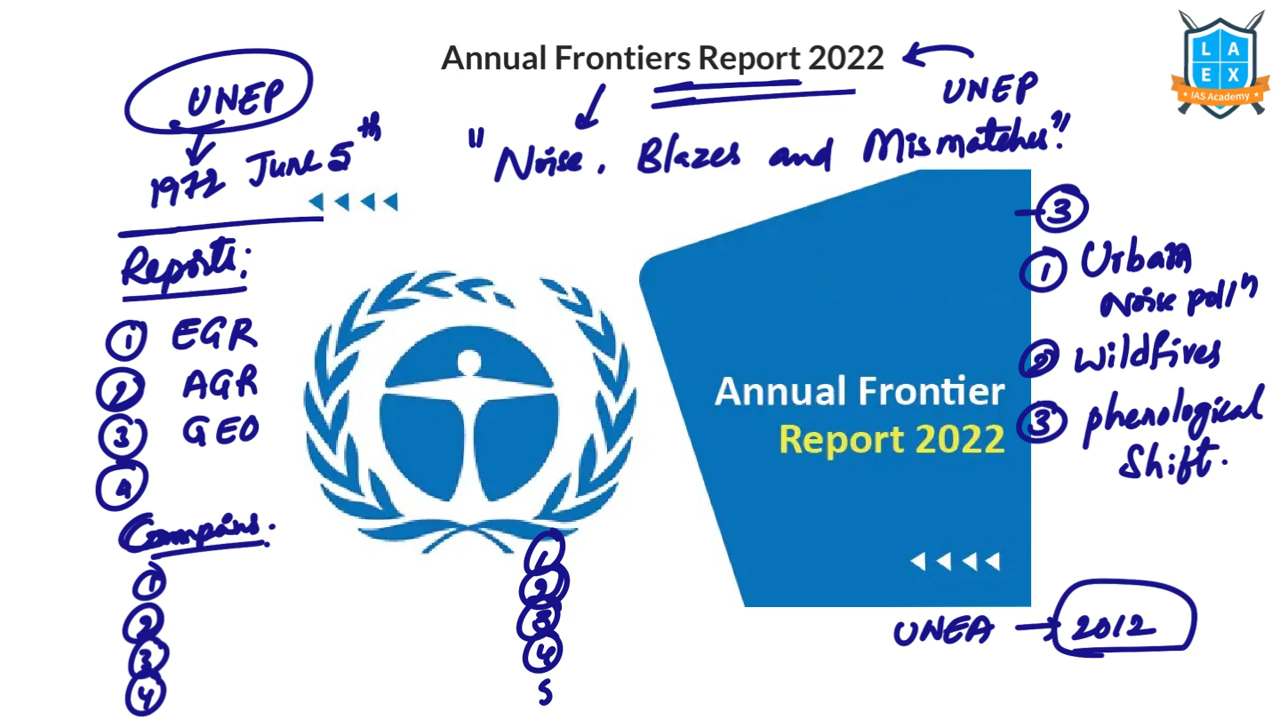 Annual Frontiers Report 2022
L A
E X
IAS Academy
UNEP
UNEP
1972 June 5th
"Noise, Blazes and Mismatches"
Reports:
① EGR
② AGR
③ GEO
④
Compains.
①
②
③
④
①
②
③
④
5
Annual Frontier
Report 2022
③
① Urban
Noise poll"
② Wildfires
③ phenological
Shift.
UNEA → 2012